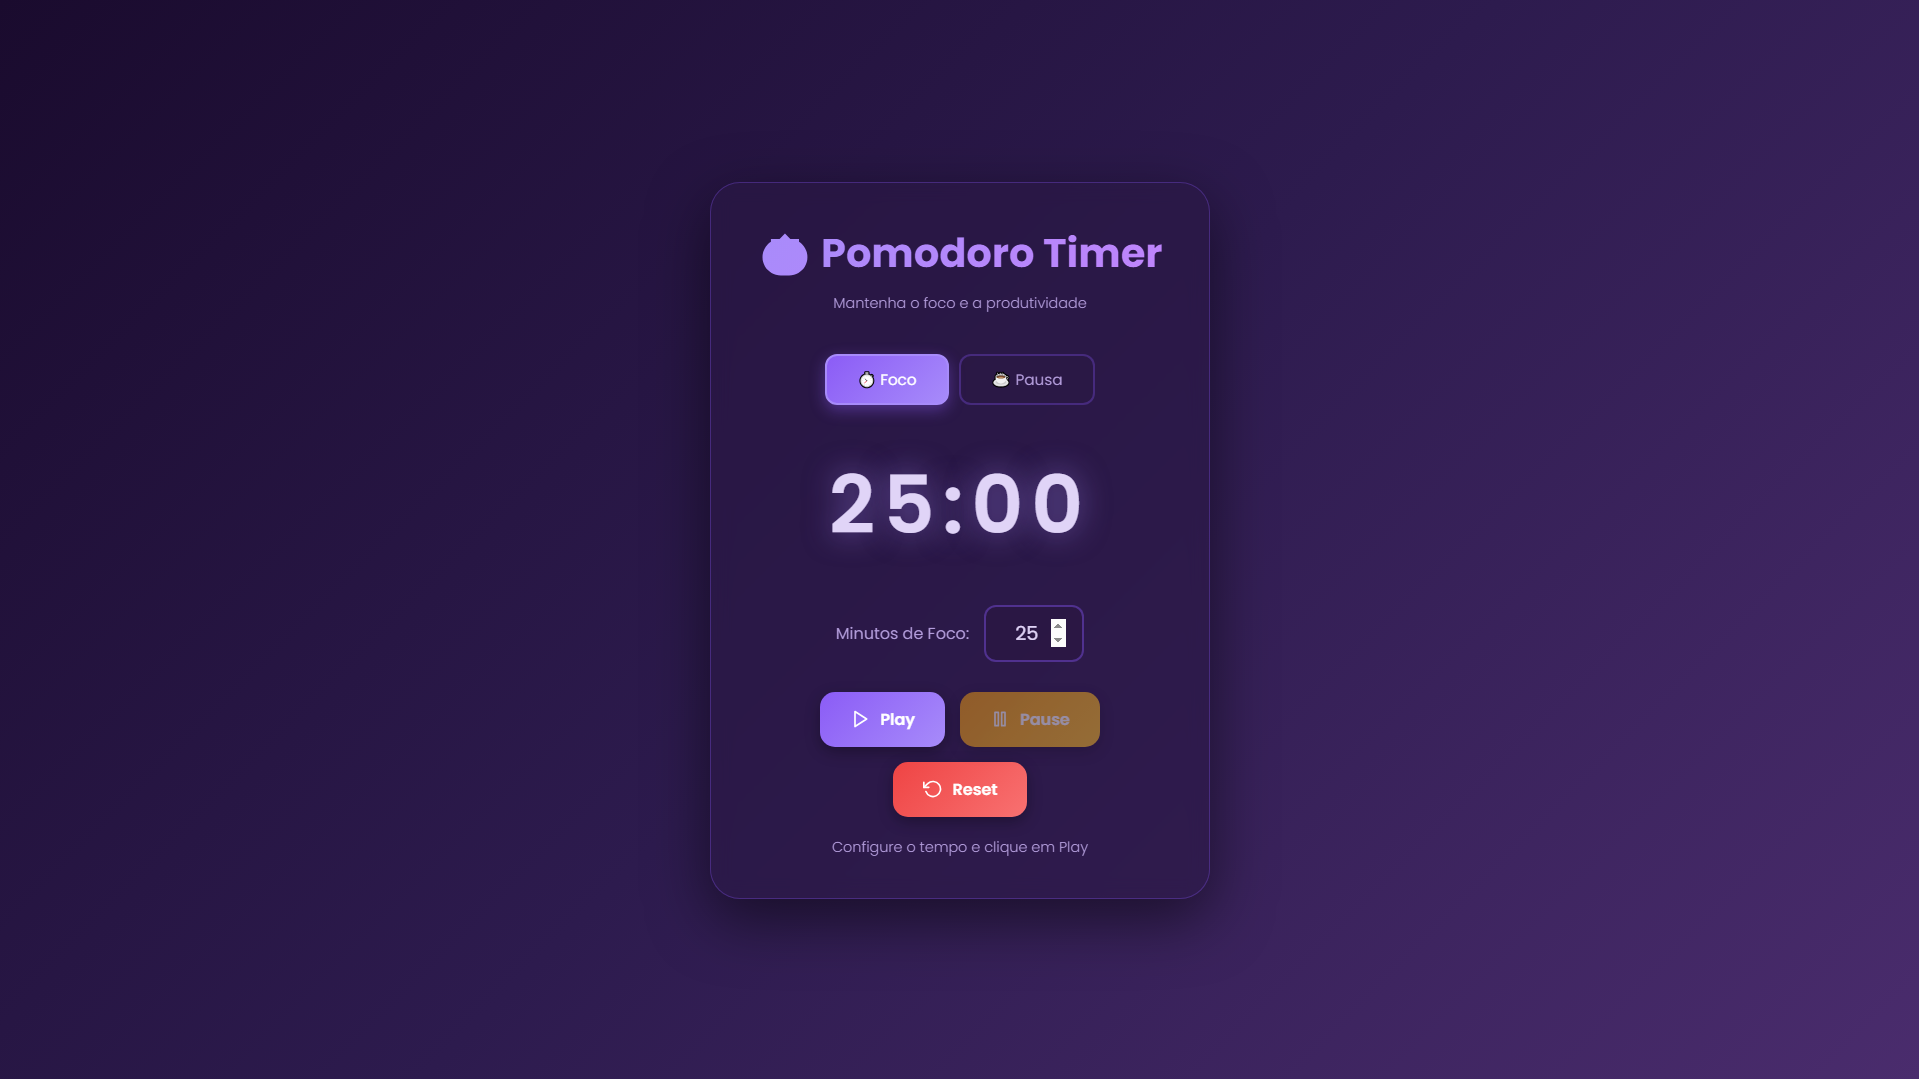 Pomodoro Timer
Mantenha o foco e a produtividade
Foco Pausa
25:00
Minutos de Foco: 25
Play Pause
Reset
Configure o tempo e clique em Play